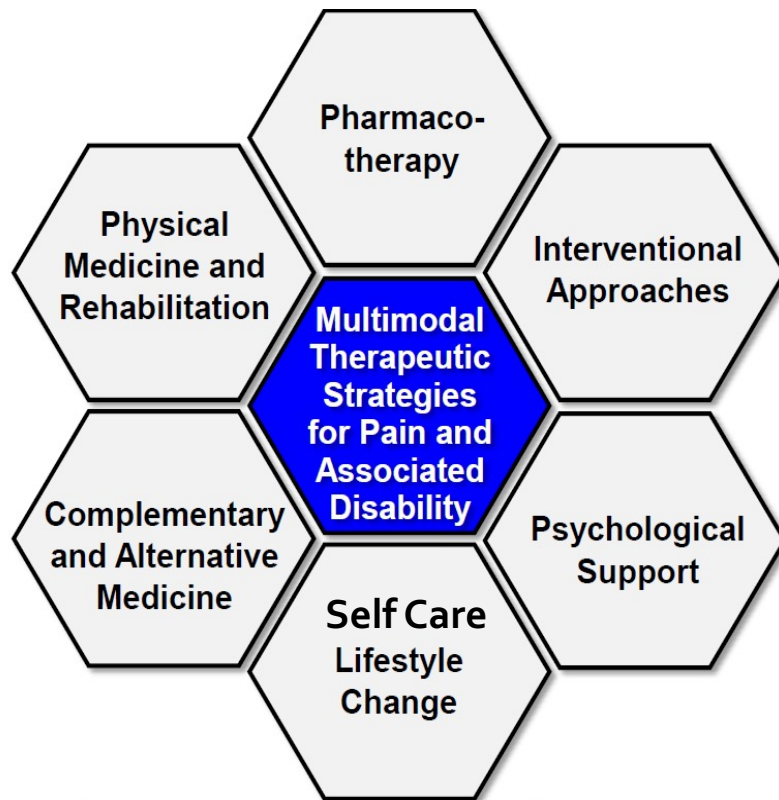 Pharmaco-
therapy
Physical
Medicine and
Rehabilitation
Interventional
Approaches
Multimodal
Therapeutic
Strategies
for Pain and
Associated
Disability
Complementary
and Alternative
Medicine
Psychological
Support
Self Care
Lifestyle
Change